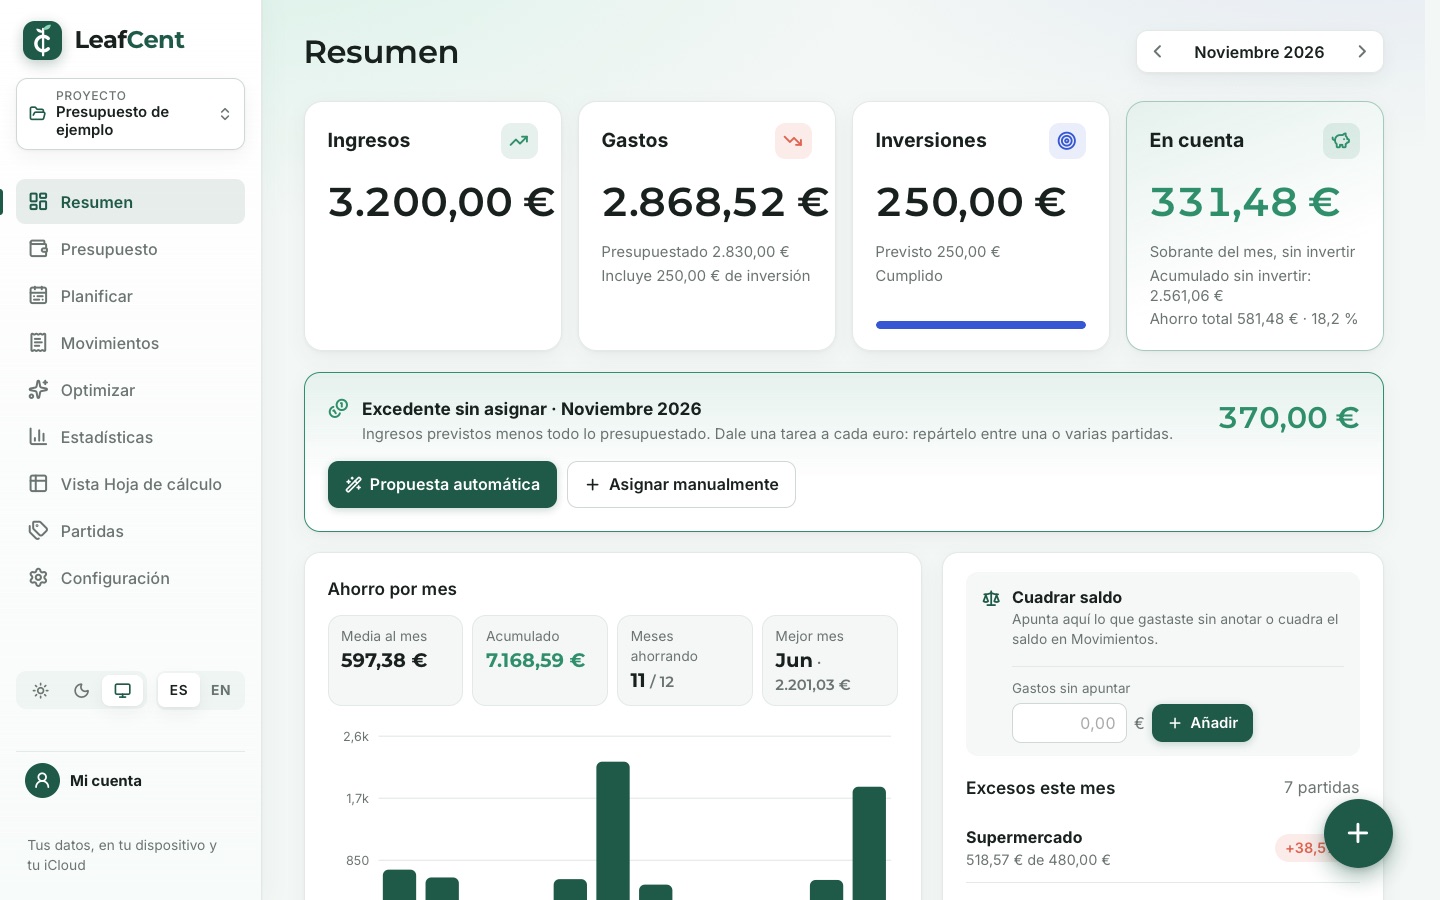 LeafCent
PROYECTO
Presupuesto de
ejemplo
Resumen
Presupuesto
Planificar
Movimientos
Optimizar
Estadísticas
Vista Hoja de cálculo
Partidas
Configuración
ES EN
Mi cuenta
Tus datos, en tu dispositivo y
tu iCloud
Resumen
Noviembre 2026
Ingresos
3.200,00 €
Gastos
2.868,52 €
Presupuestado 2.830,00 €
Incluye 250,00 € de inversión
Inversiones
250,00 €
Previsto 250,00 €
Cumplido
En cuenta
331,48 €
Sobrante del mes, sin invertir
Acumulado sin invertir:
2.561,06 €
Ahorro total 581,48 € · 18,2 %
Excedente sin asignar · Noviembre 2026
370,00 €
Ingresos previstos menos todo lo presupuestado. Dale una tarea a cada euro: repártelo entre una o varias partidas.
Propuesta automática
Asignar manualmente
Ahorro por mes
Media al mes
597,38 €
Acumulado
7.168,59 €
Meses
ahorrando
11 / 12
Mejor mes
Jun ·
2.201,03 €
2,6k
1,7k
850
Cuadrar saldo
Apunta aquí lo que gastaste sin anotar o cuadra el
saldo en Movimientos.
Gastos sin apuntar
0,00 €
Añadir
Excesos este mes
7 partidas
Supermercado
518,57 € de 480,00 €